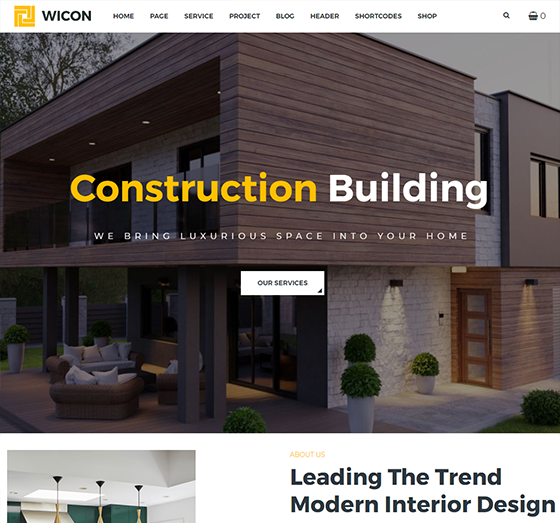 WICON
HOME PAGE SERVICE PROJECT BLOG HEADER SHORTCODES SHOP 0
Construction Building
WE BRING LUXURIOUS SPACE INTO YOUR HOME
OUR SERVICES
ABOUT US
Leading The Trend
Modern Interior Design